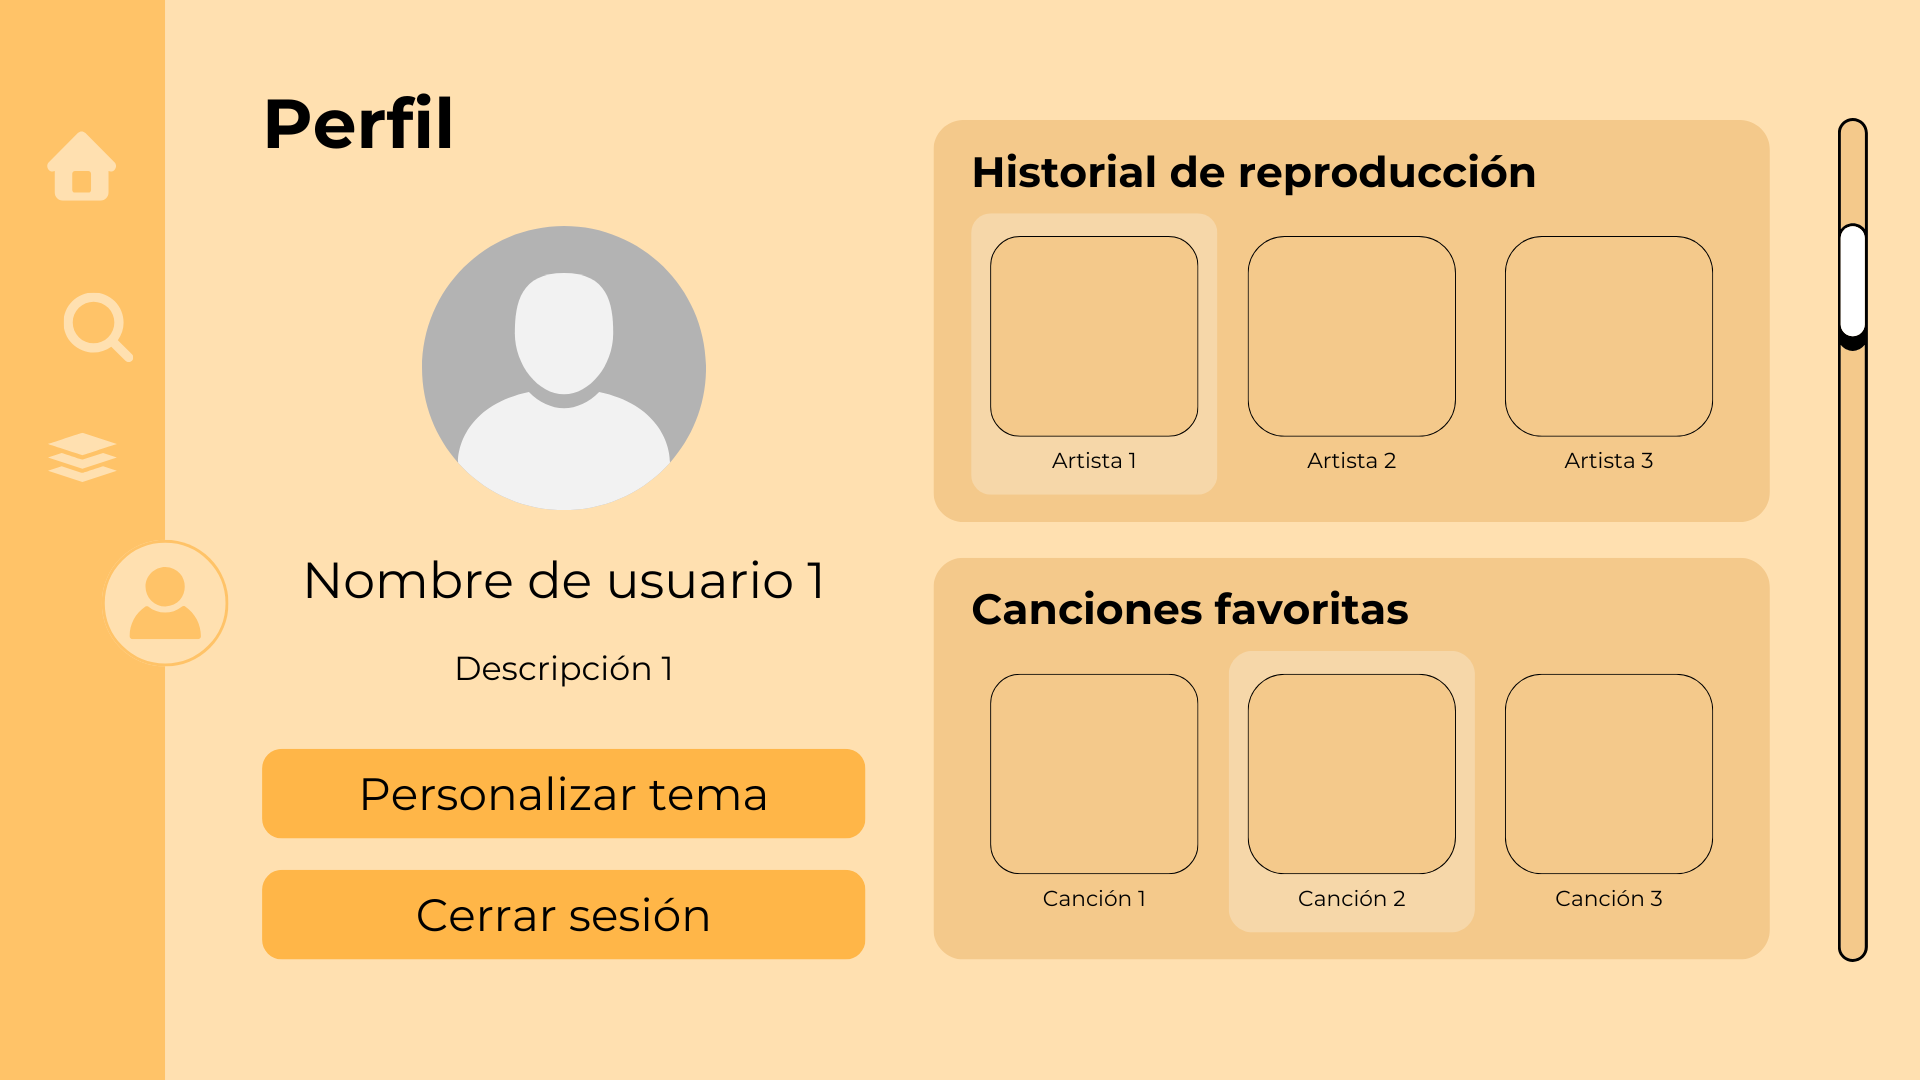 Perfil
Nombre de usuario 1
Descripción 1
Personalizar tema
Cerrar sesión
Historial de reproducción
Artista 1
Artista 2
Artista 3
Canciones favoritas
Canción 1
Canción 2
Canción 3